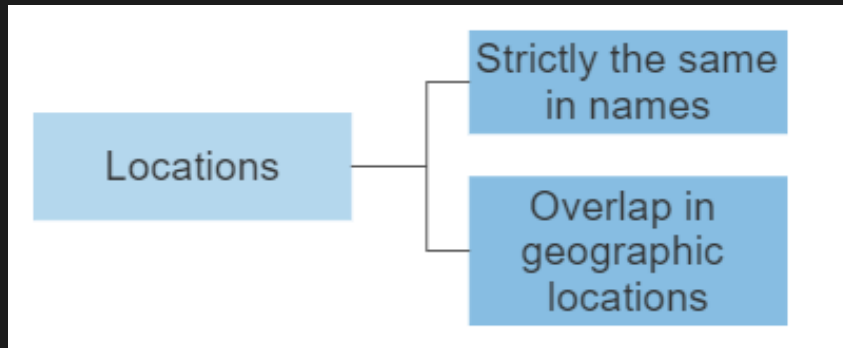 Locations
Strictly the same
in names
Overlap in
geographic
locations